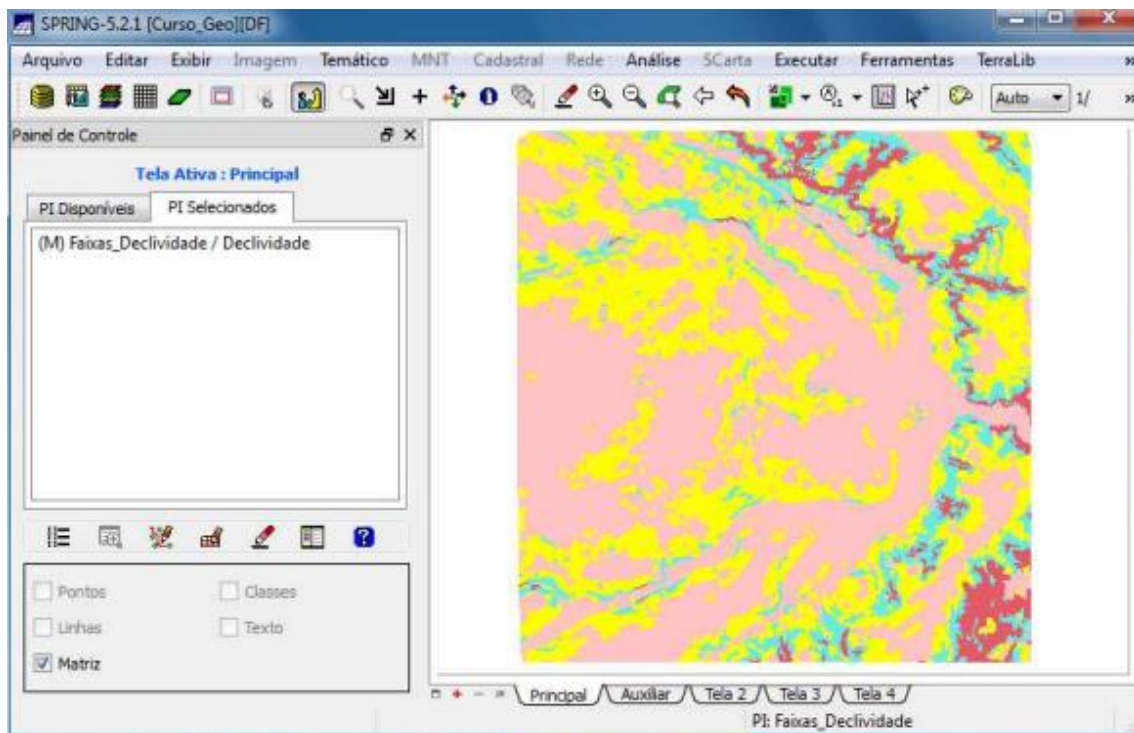 SPRING-5.2.1 [Curso_Geo][DF]
Arquivo Editar Exibir Imagem Temático MNT Cadastral Rede Análise SCarta Executar Ferramentas TerraLib »
Auto 1/ »
Painel de Controle
Tela Ativa : Principal
PI Disponíveis PI Selecionados
(M) Faixas_Declividade / Declividade
Pontos Classes
Linhas Texto
Matriz
Principal Auxiliar Tela 2 Tela 3 Tela 4
PI: Faixas_Declividade